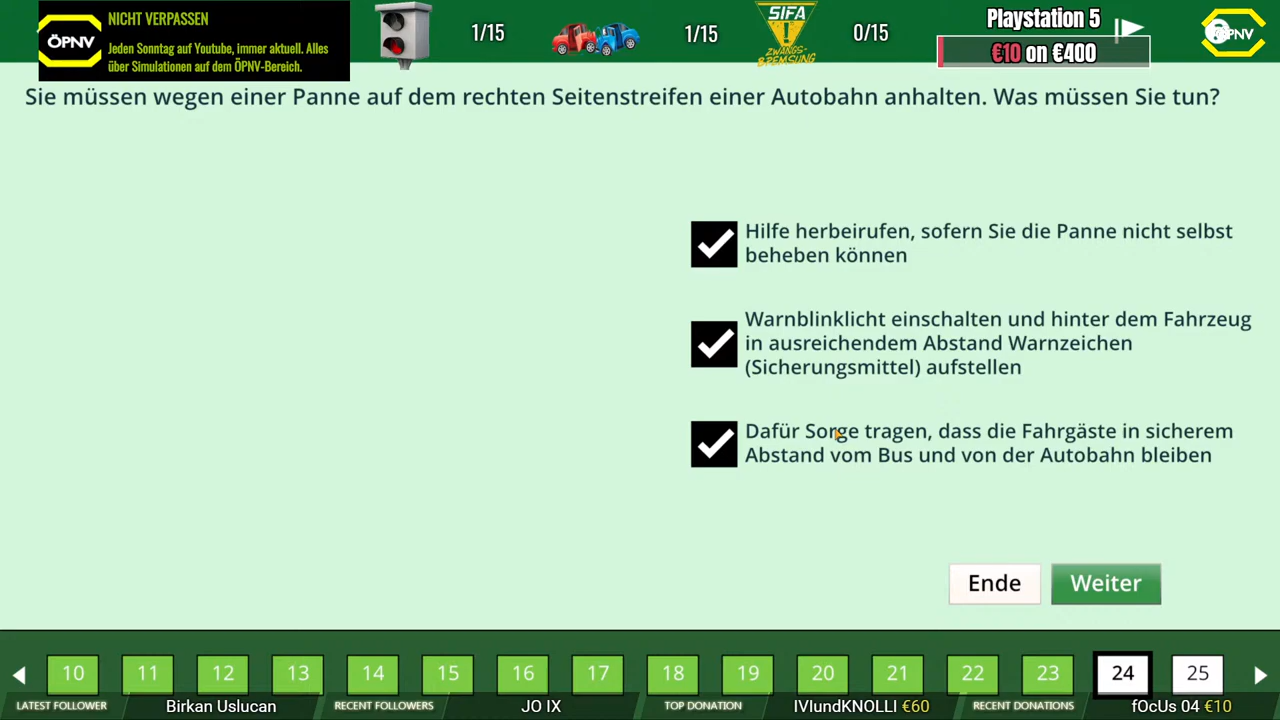 NICHT VERPASSEN
ÖPNV
Jeden Sonntag auf Youtube, immer aktuell. Alles
über Simulationen auf dem ÖPNV-Bereich.
1/15
1/15
SIFA
!
ZWANGS-
BREMSUNG
0/15
Playstation 5
€10 on €400
ÖPNV
Sie müssen wegen einer Panne auf dem rechten Seitenstreifen einer Autobahn anhalten. Was müssen Sie tun?
Hilfe herbeirufen, sofern Sie die Panne nicht selbst
beheben können
Warnblinklicht einschalten und hinter dem Fahrzeug
in ausreichendem Abstand Warnzeichen
(Sicherungsmittel) aufstellen
Dafür Sorge tragen, dass die Fahrgäste in sicherem
Abstand vom Bus und von der Autobahn bleiben
Ende Weiter
10 11 12 13 14 15 16 17 18 19 20 21 22 23 24 25
LATEST FOLLOWER Birkan Uslucan RECENT FOLLOWERS JO IX TOP DONATION IVIundKNOLLI €60 RECENT DONATIONS fOcUs 04 €10